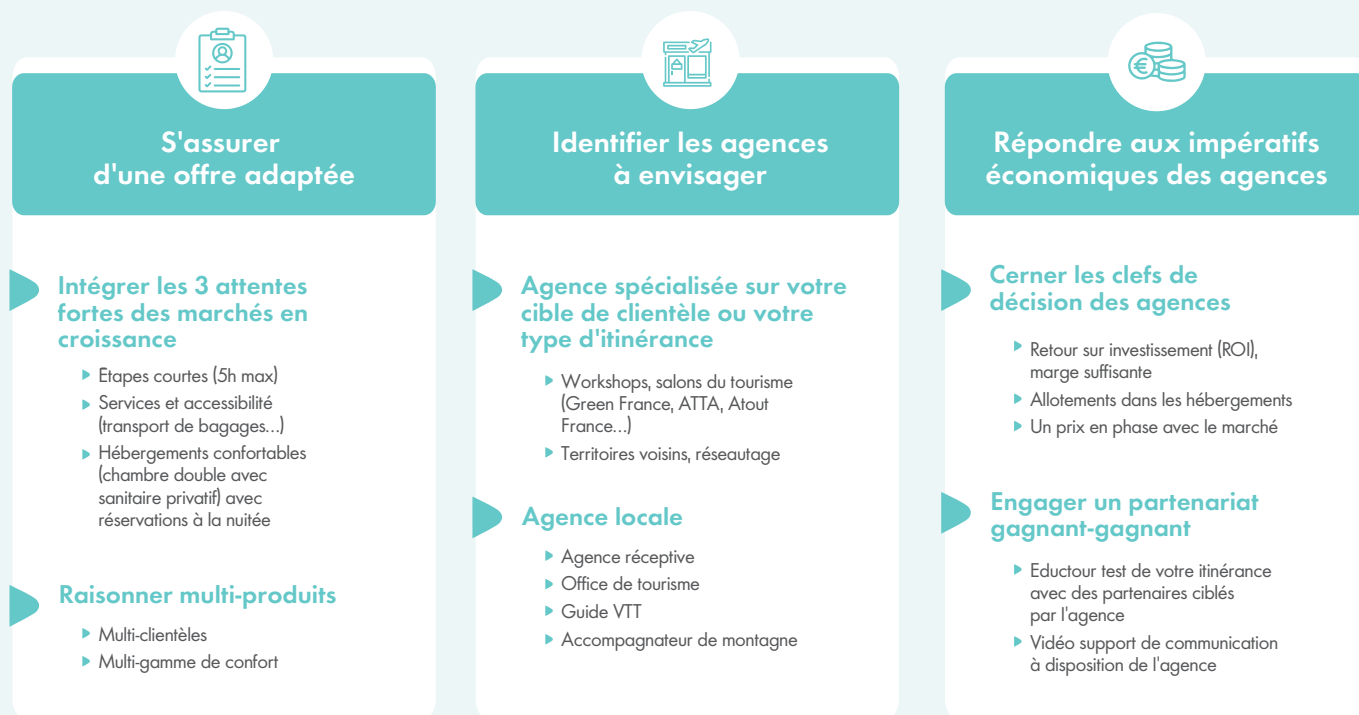 S'assurer
d'une offre adaptée
Intégrer les 3 attentes
fortes des marchés en
croissance
Étapes courtes (5h max)
Services et accessibilité
(transport de bagages...)
Hébergements confortables
(chambre double avec
sanitaire privatif) avec
réservations à la nuitée
Raisonner multi-produits
Multi-clientèles
Multi-gamme de confort
Identifier les agences
à envisager
Agence spécialisée sur votre
cible de clientèle ou votre
type d'itinérance
Workshops, salons du tourisme
(Green France, ATTA, Atout
France...)
Territoires voisins, réseautage
Agence locale
Agence réceptive
Office de tourisme
Guide VTT
Accompagnateur de montagne
Répondre aux impératifs
économiques des agences
Cerner les clefs de
décision des agences
Retour sur investissement (ROI),
marge suffisante
Allotements dans les hébergements
Un prix en phase avec le marché
Engager un partenariat
gagnant-gagnant
Eductour test de votre itinérance
avec des partenaires ciblés
par l'agence
Vidéo support de communication
à disposition de l'agence